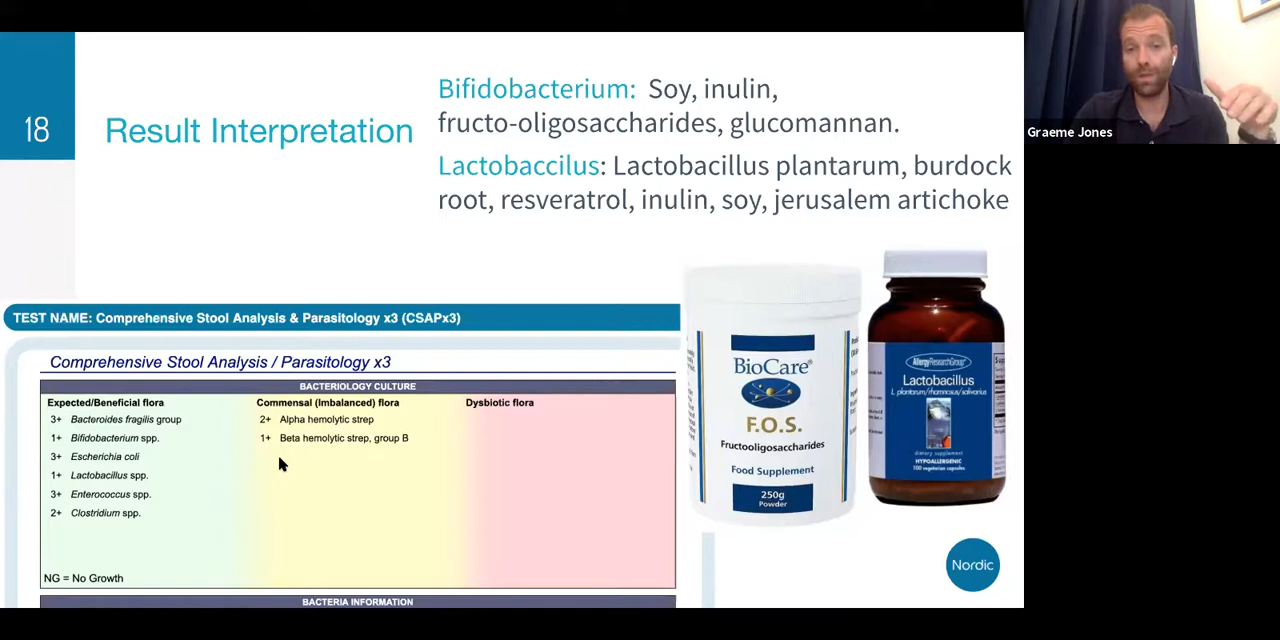 18
Result Interpretation
Bifidobacterium: Soy, inulin,
fructo-oligosaccharides, glucomannan.
Lactobaccilus: Lactobacillus plantarum, burdock
root, resveratrol, inulin, soy, jerusalem artichoke
Graeme Jones
TEST NAME: Comprehensive Stool Analysis & Parasitology x3 (CSAPx3)
Comprehensive Stool Analysis / Parasitology x3
BACTERIOLOGY CULTURE
Expected/Beneficial flora
3+ Bacteroides fragilis group
1+ Bifidobacterium spp.
3+ Escherichia coli
1+ Lactobacillus spp.
3+ Enterococcus spp.
2+ Clostridium spp.
NG = No Growth
Commensal (Imbalanced) flora
2+ Alpha hemolytic strep
1+ Beta hemolytic strep, group B
Dysbiotic flora
BACTERIA INFORMATION
BioCare®
F.O.S.
Fructooligosaccharides
Food Supplement
250g
Powder
AllergyResearchGroup
Lactobacillus
L. plantarum/rhamnosus/salivarius
dietary supplement
HYPOALLERGENIC
100 vegetarian capsules
Nordic